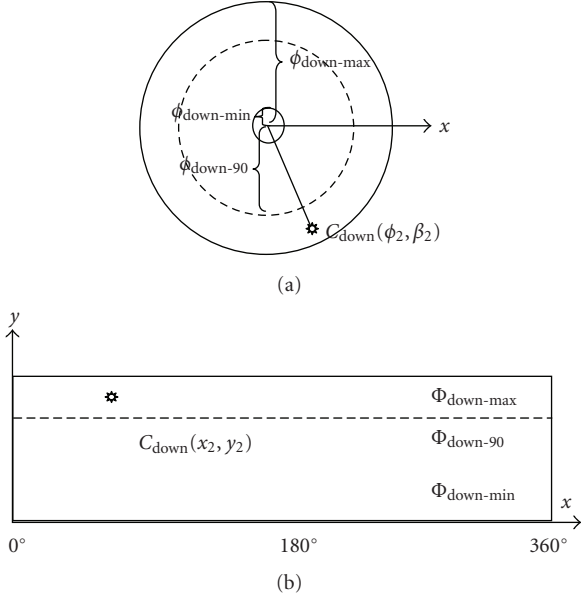 ϕdown-max
ϕdown-min
x
ϕdown-90
Cdown(ϕ2, β2)
(a)
y
Φdown-max
Cdown(x2, y2)
Φdown-90
Φdown-min
x
0°
180°
360°
(b)